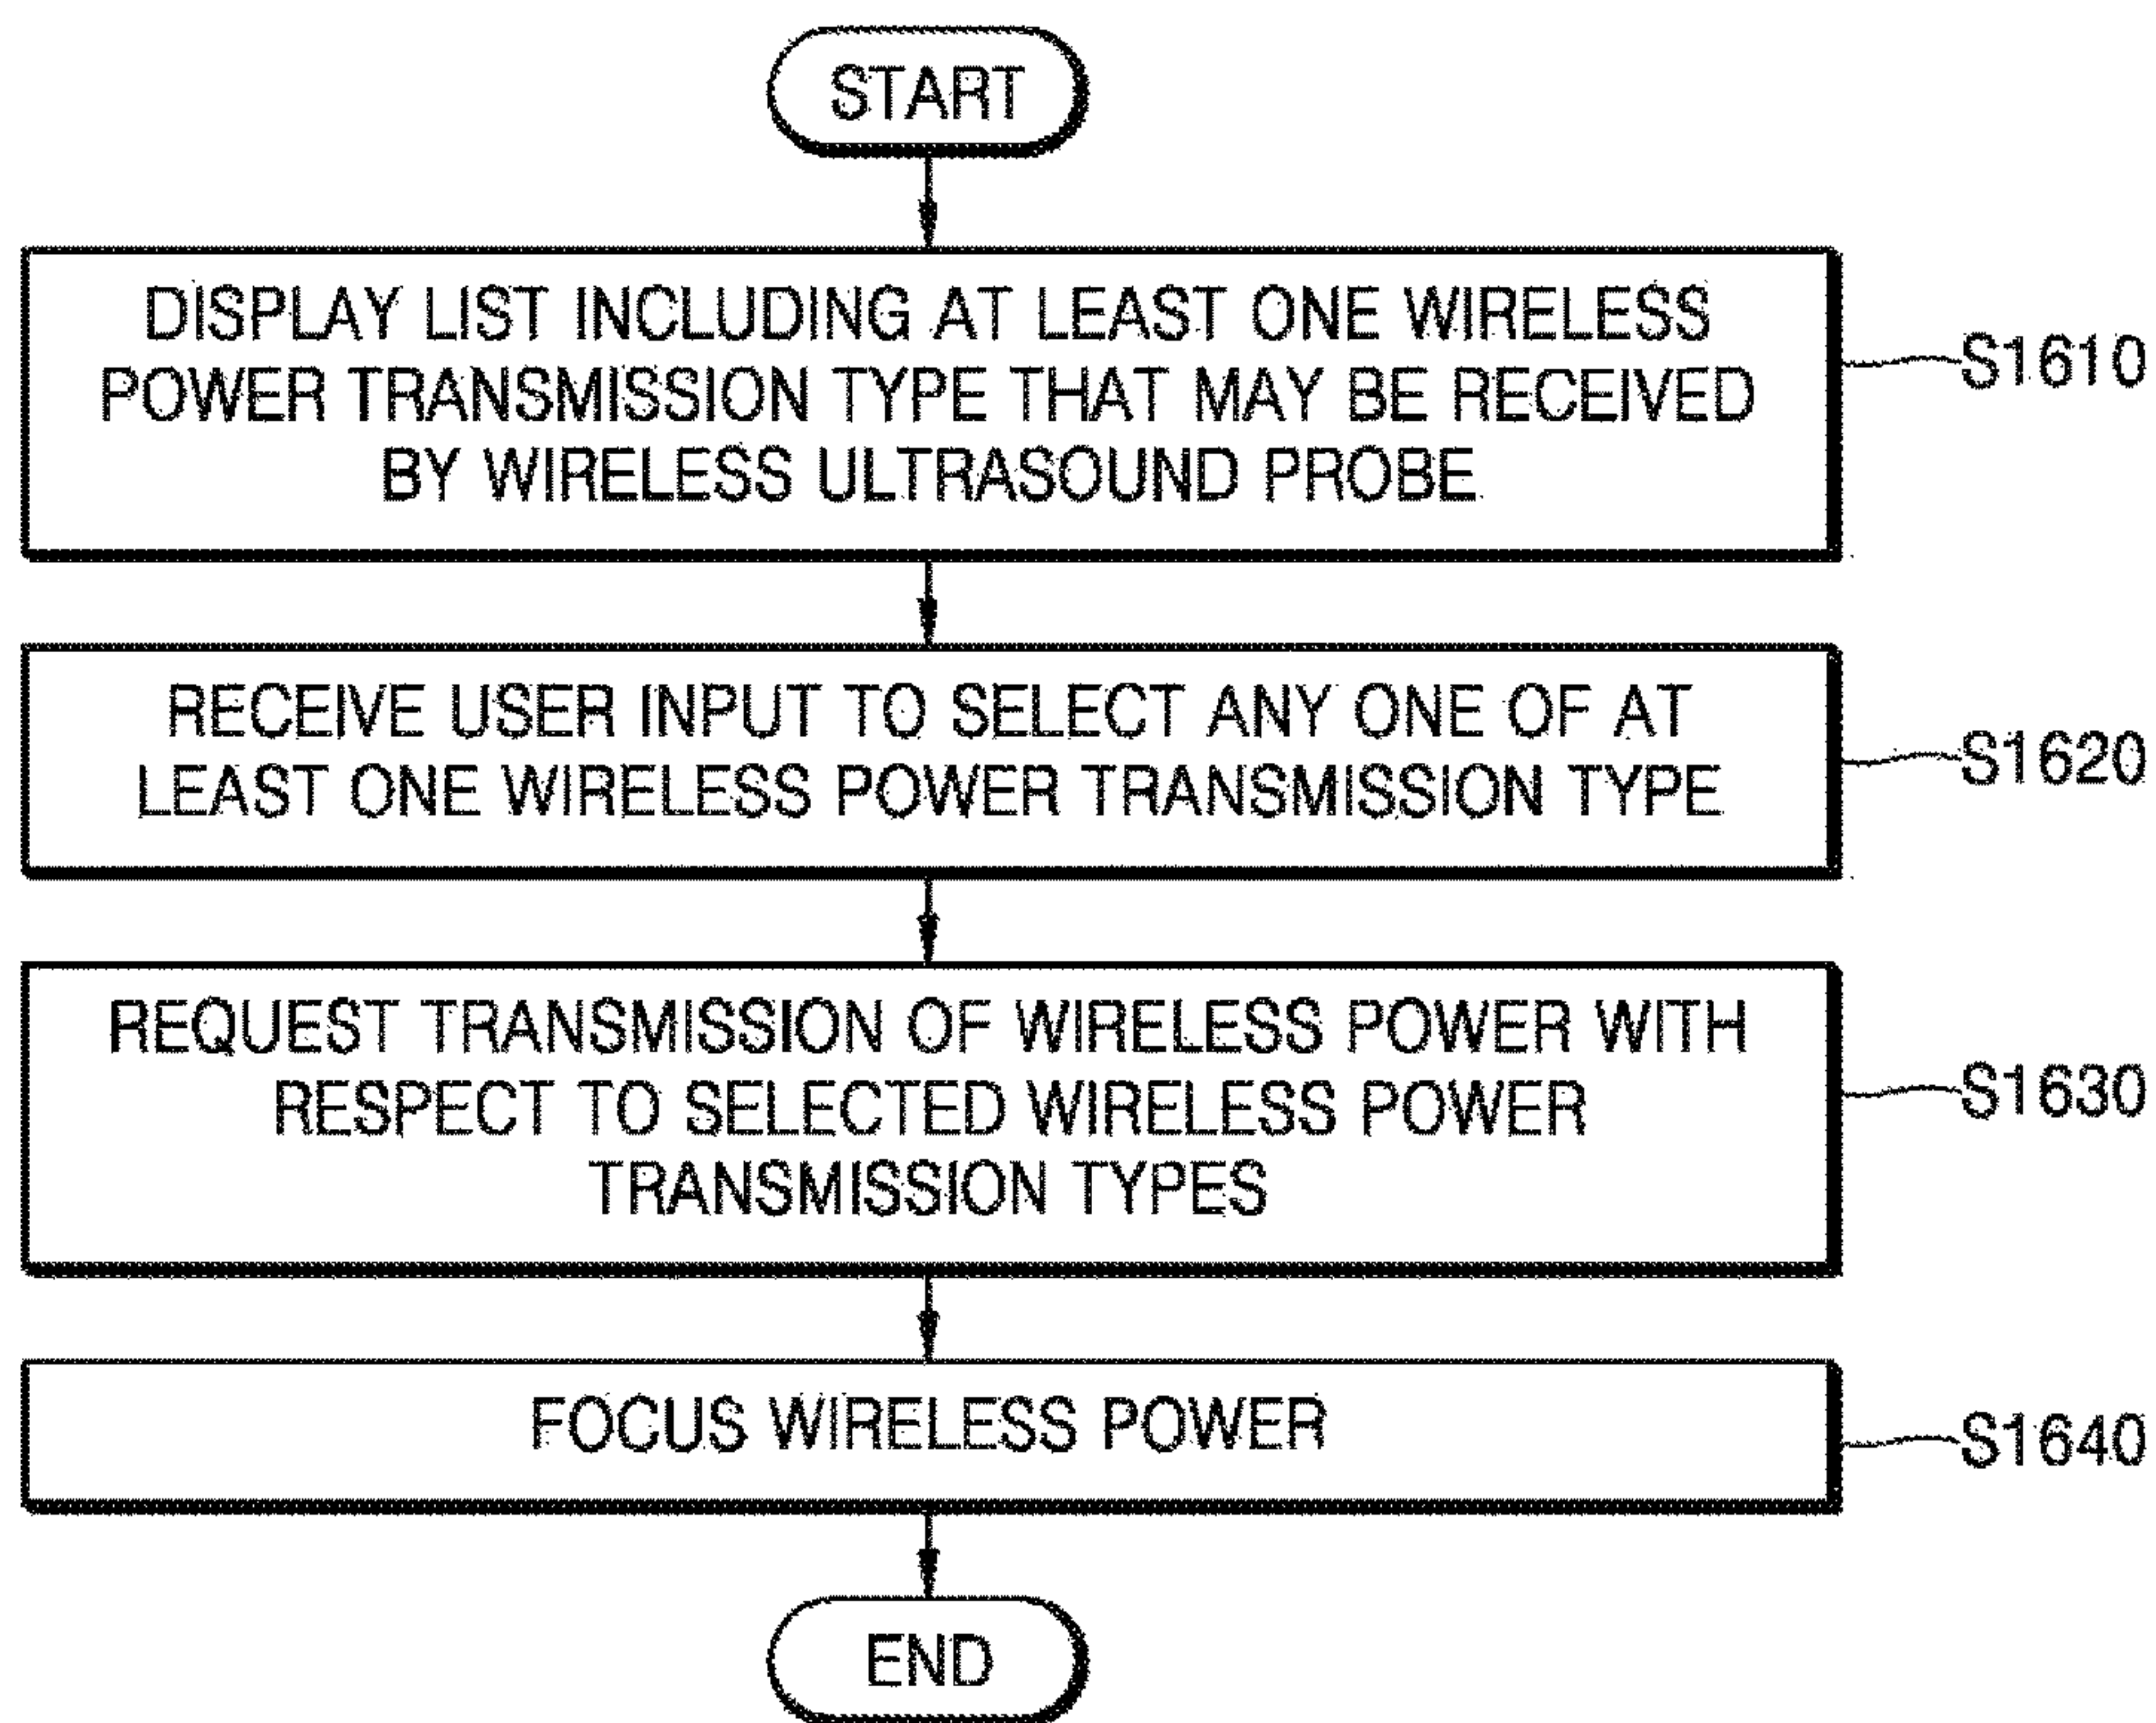 START
DISPLAY LIST INCLUDING AT LEAST ONE WIRELESS
POWER TRANSMISSION TYPE THAT MAY BE RECEIVED
BY WIRELESS ULTRASOUND PROBE
S1610
RECEIVE USER INPUT TO SELECT ANY ONE OF AT
LEAST ONE WIRELESS POWER TRANSMISSION TYPE
S1620
REQUEST TRANSMISSION OF WIRELESS POWER WITH
RESPECT TO SELECTED WIRELESS POWER
TRANSMISSION TYPES
S1630
FOCUS WIRELESS POWER
S1640
END